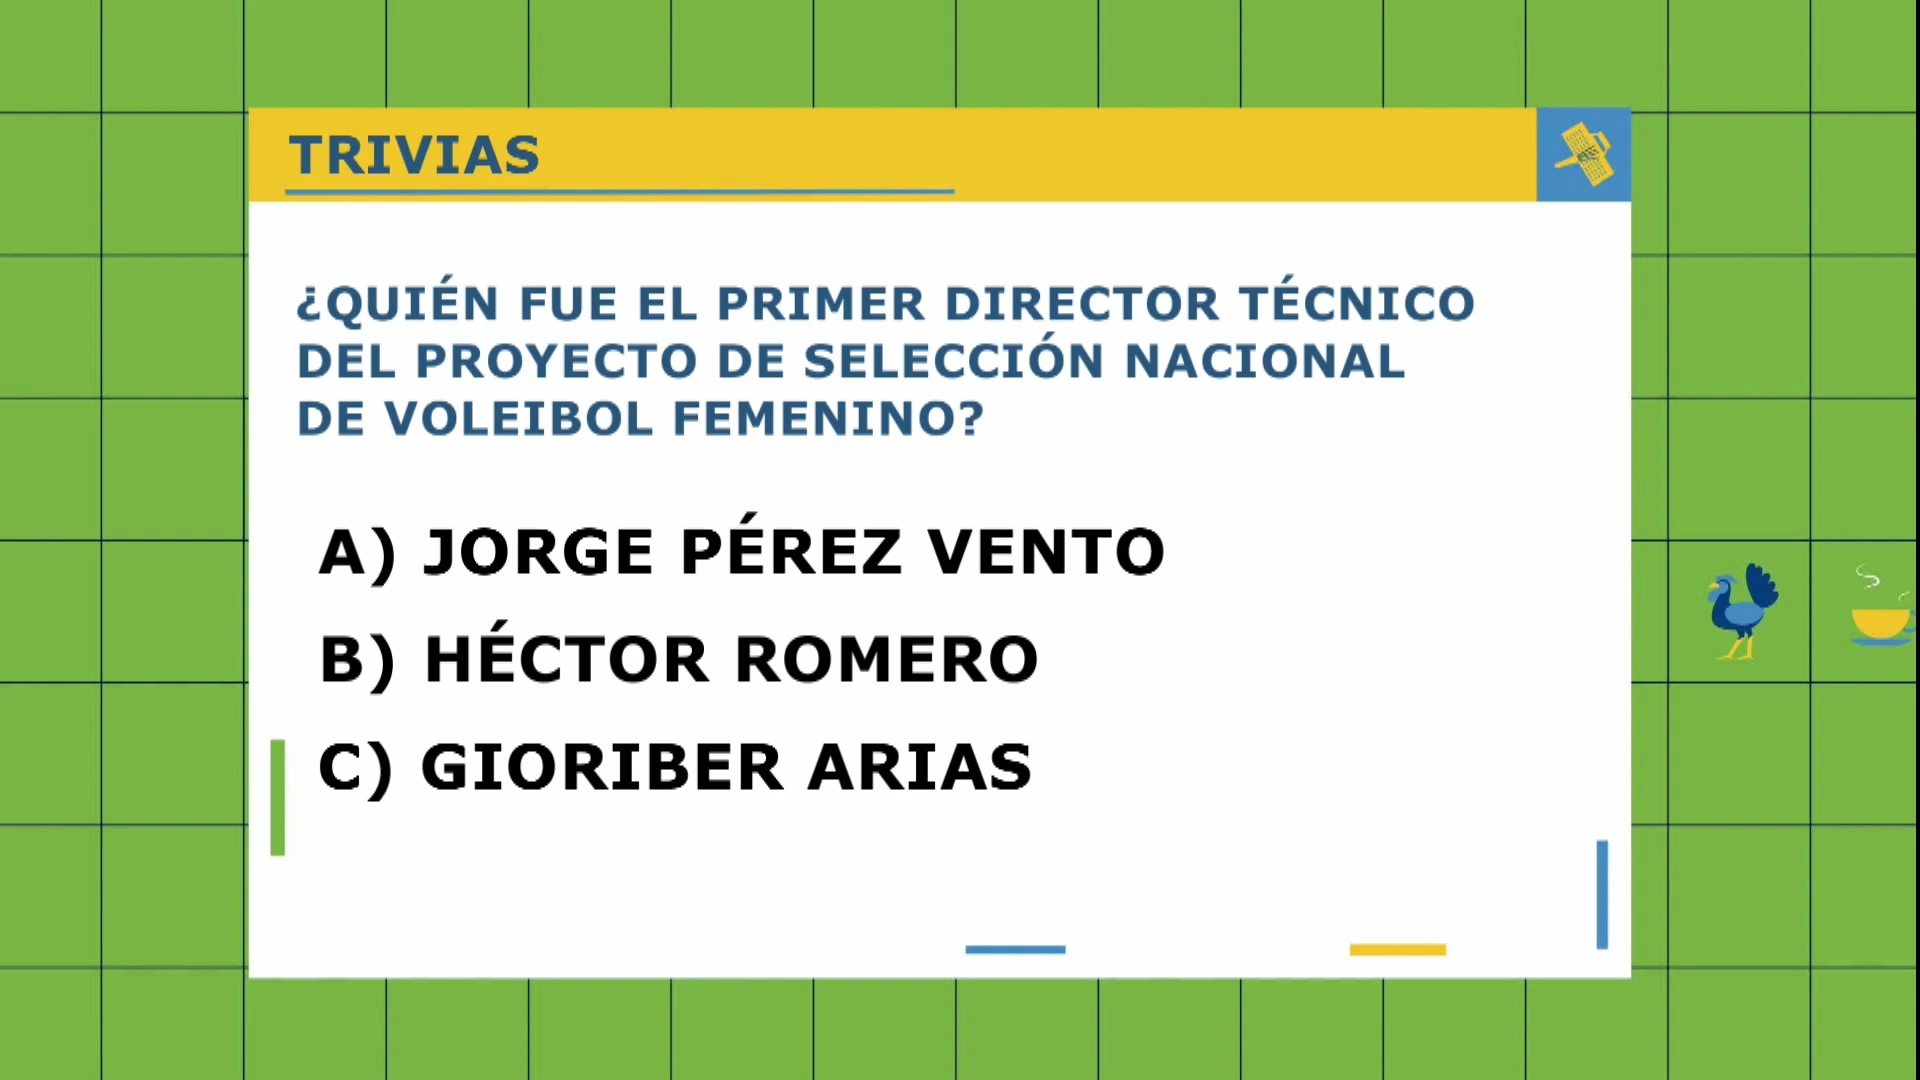 TRIVIAS
¿QUIÉN FUE EL PRIMER DIRECTOR TÉCNICO
DEL PROYECTO DE SELECCIÓN NACIONAL
DE VOLEIBOL FEMENINO?
A) JORGE PÉREZ VENTO
B) HÉCTOR ROMERO
C) GIORIBER ARIAS